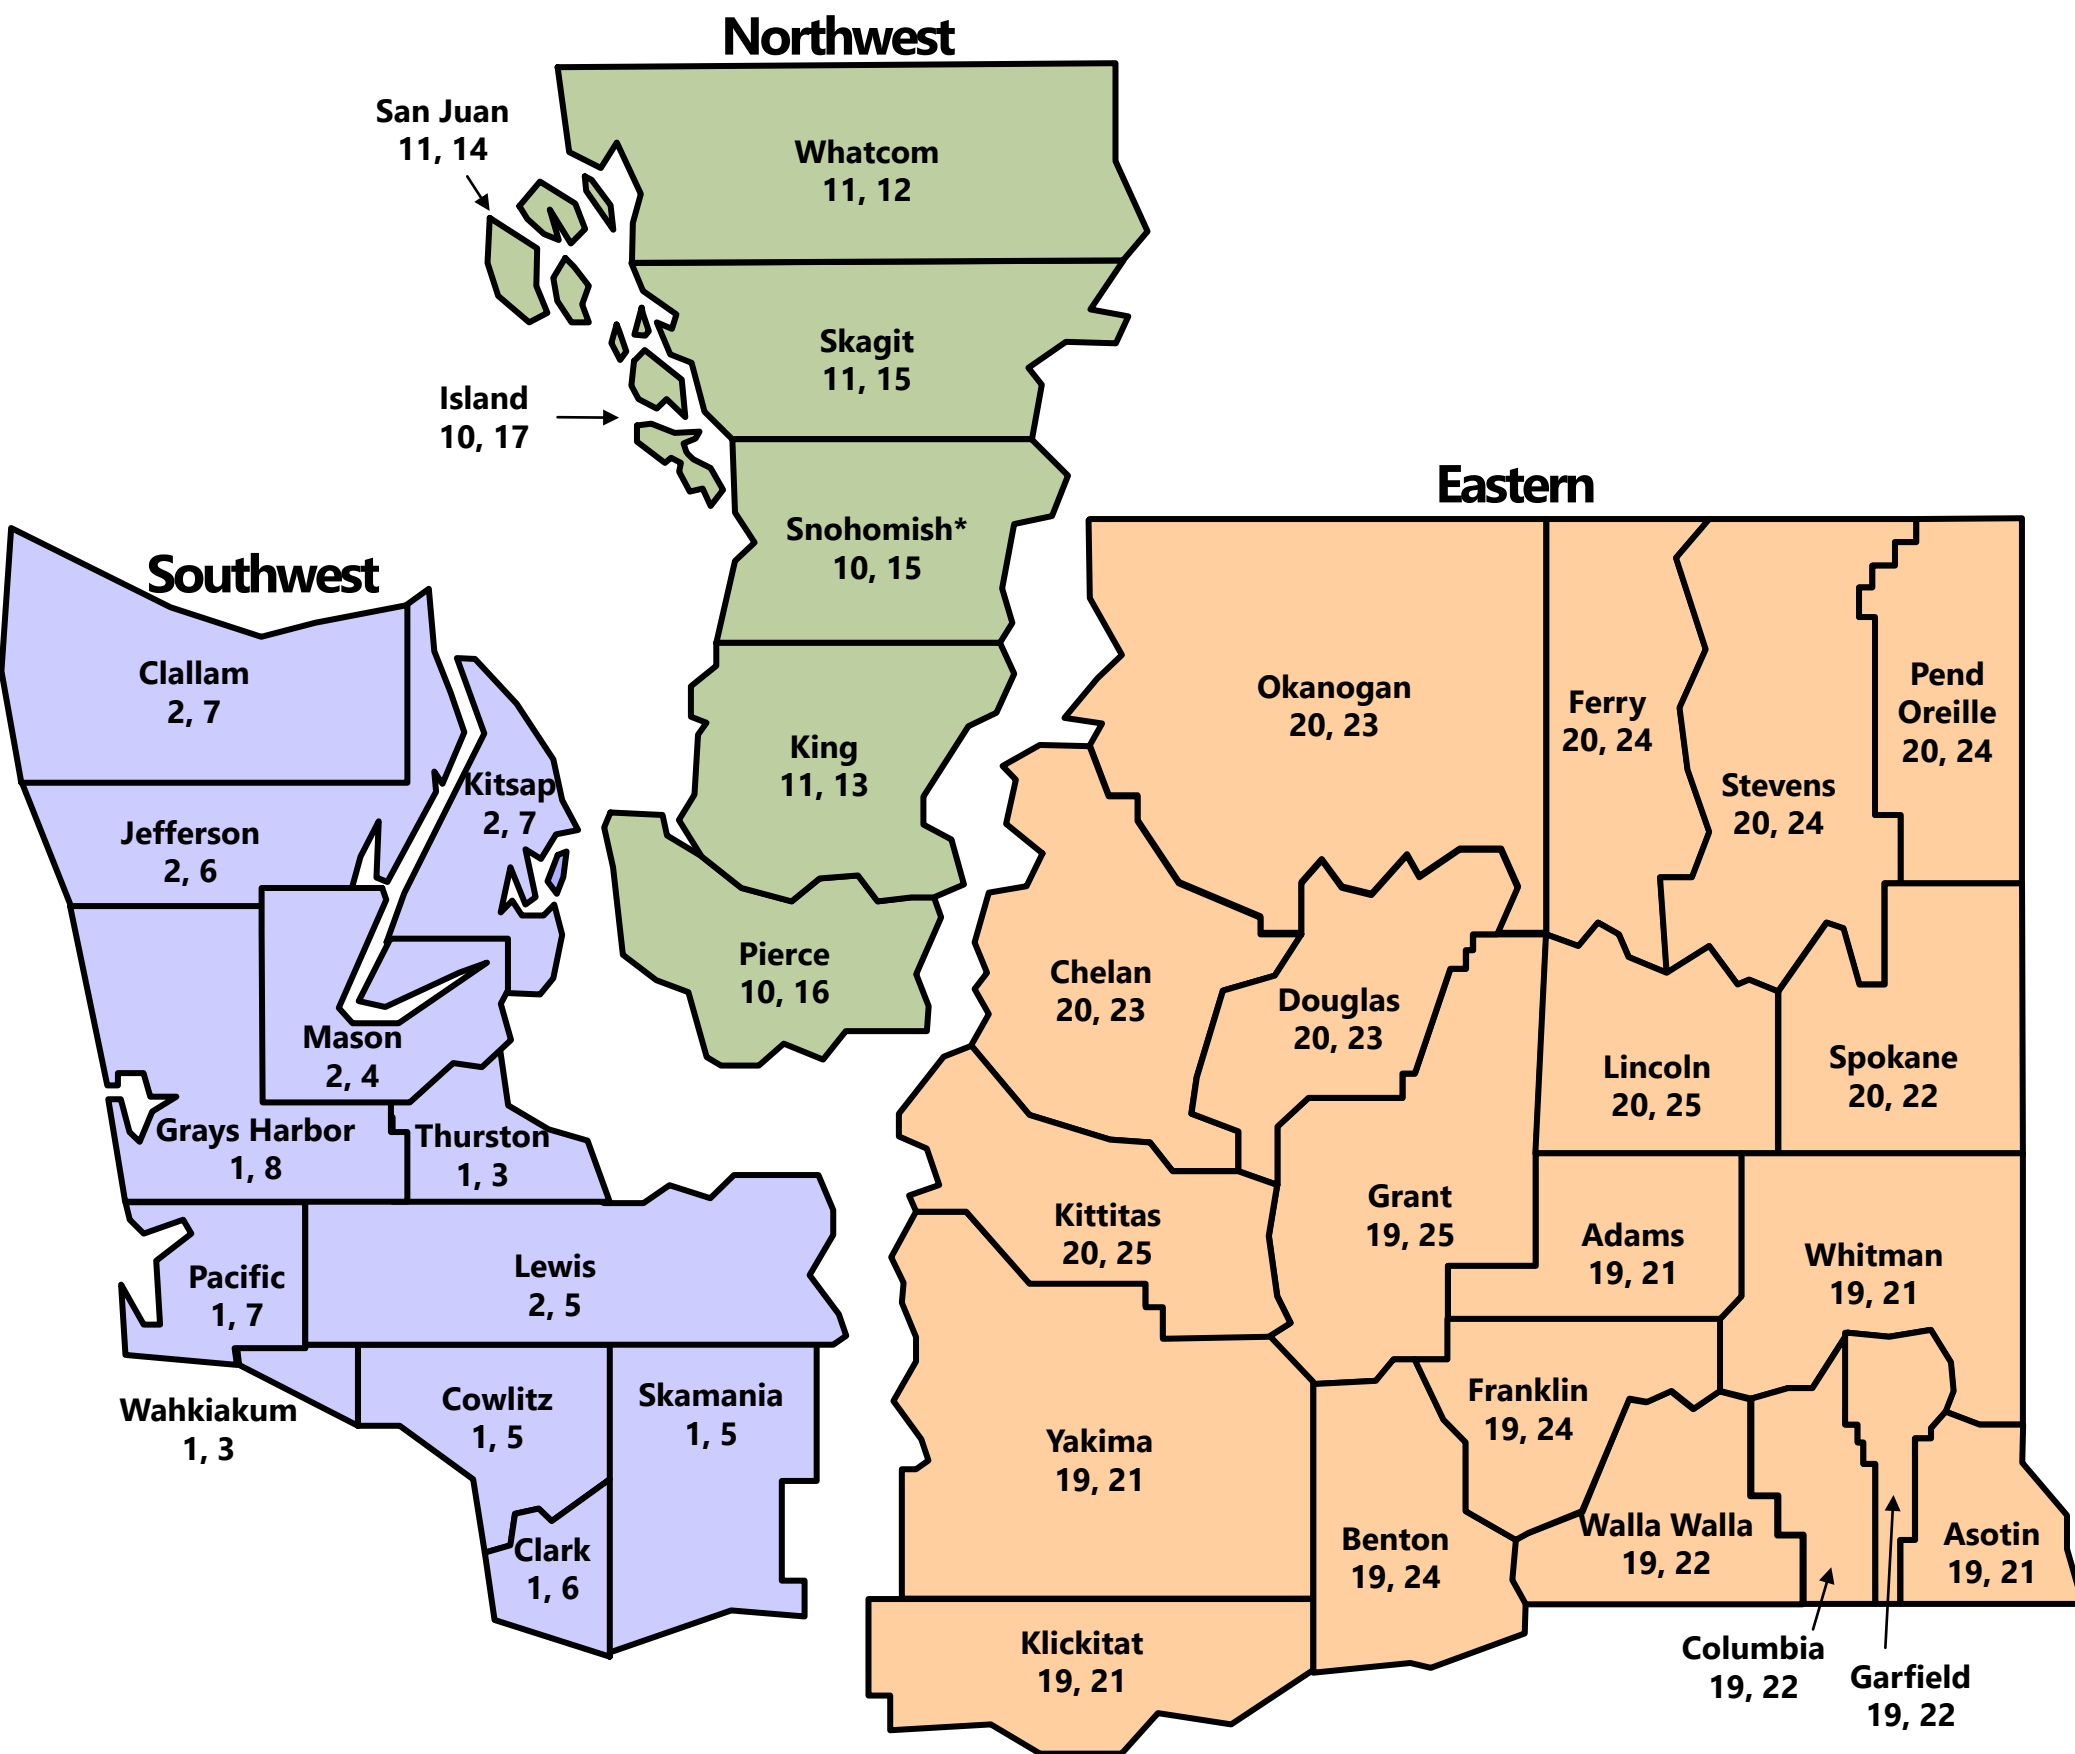 Northwest
San Juan
11, 14
Whatcom
11, 12
Skagit
11, 15
Island
10, 17
Snohomish*
10, 15
King
11, 13
Pierce
10, 16
Southwest
Clallam
2, 7
Kitsap
2, 7
Jefferson
2, 6
Mason
2, 4
Grays Harbor
1, 8
Thurston
1, 3
Pacific
1, 7
Lewis
2, 5
Wahkiakum
1, 3
Cowlitz
1, 5
Skamania
1, 5
Clark
1, 6
Eastern
Okanogan
20, 23
Ferry
20, 24
Stevens
20, 24
Pend
Oreille
20, 24
Chelan
20, 23
Douglas
20, 23
Lincoln
20, 25
Spokane
20, 22
Kittitas
20, 25
Grant
19, 25
Adams
19, 21
Whitman
19, 21
Yakima
19, 21
Franklin
19, 24
Benton
19, 24
Walla Walla
19, 22
Asotin
19, 21
Klickitat
19, 21
Columbia
19, 22
Garfield
19, 22